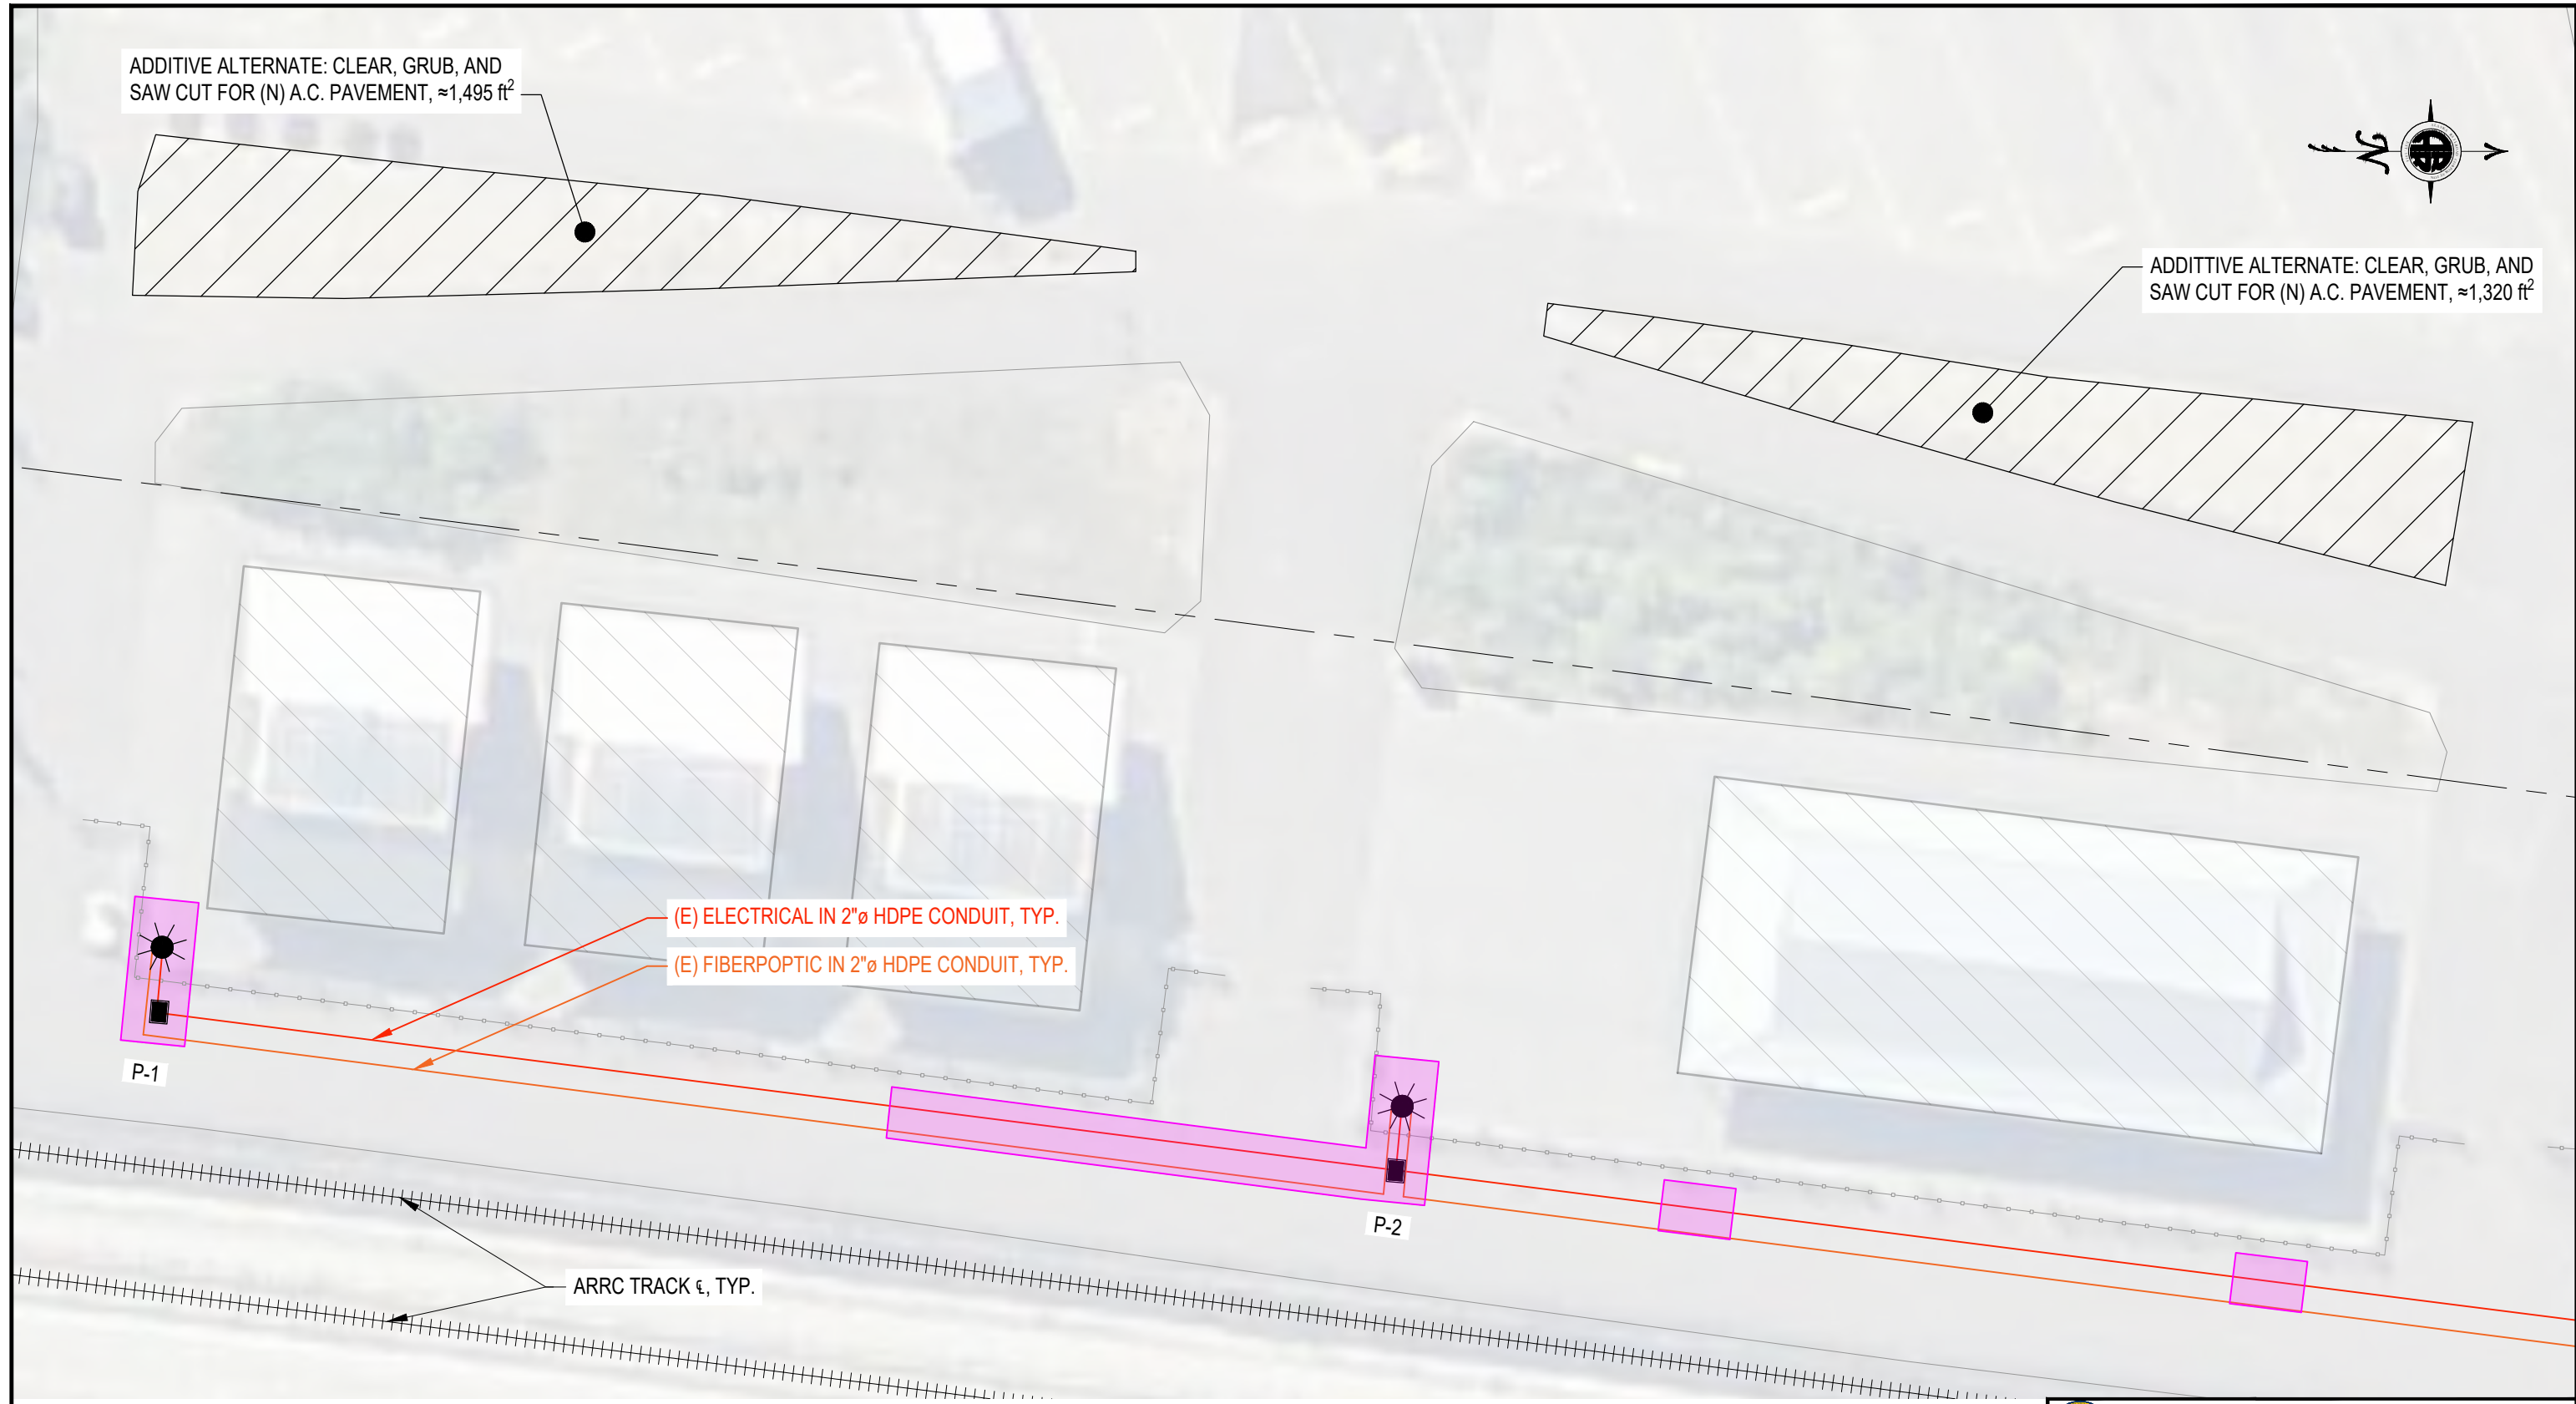 ADDITIVE ALTERNATE: CLEAR, GRUB, AND
SAW CUT FOR (N) A.C. PAVEMENT, ≈1,495 ft²
N
ADDITTIVE ALTERNATE: CLEAR, GRUB, AND
SAW CUT FOR (N) A.C. PAVEMENT, ≈1,320 ft²
(E) ELECTRICAL IN 2"ø HDPE CONDUIT, TYP.
(E) FIBERPOPTIC IN 2"ø HDPE CONDUIT, TYP.
P-1
P-2
ARRC TRACK ℄, TYP.